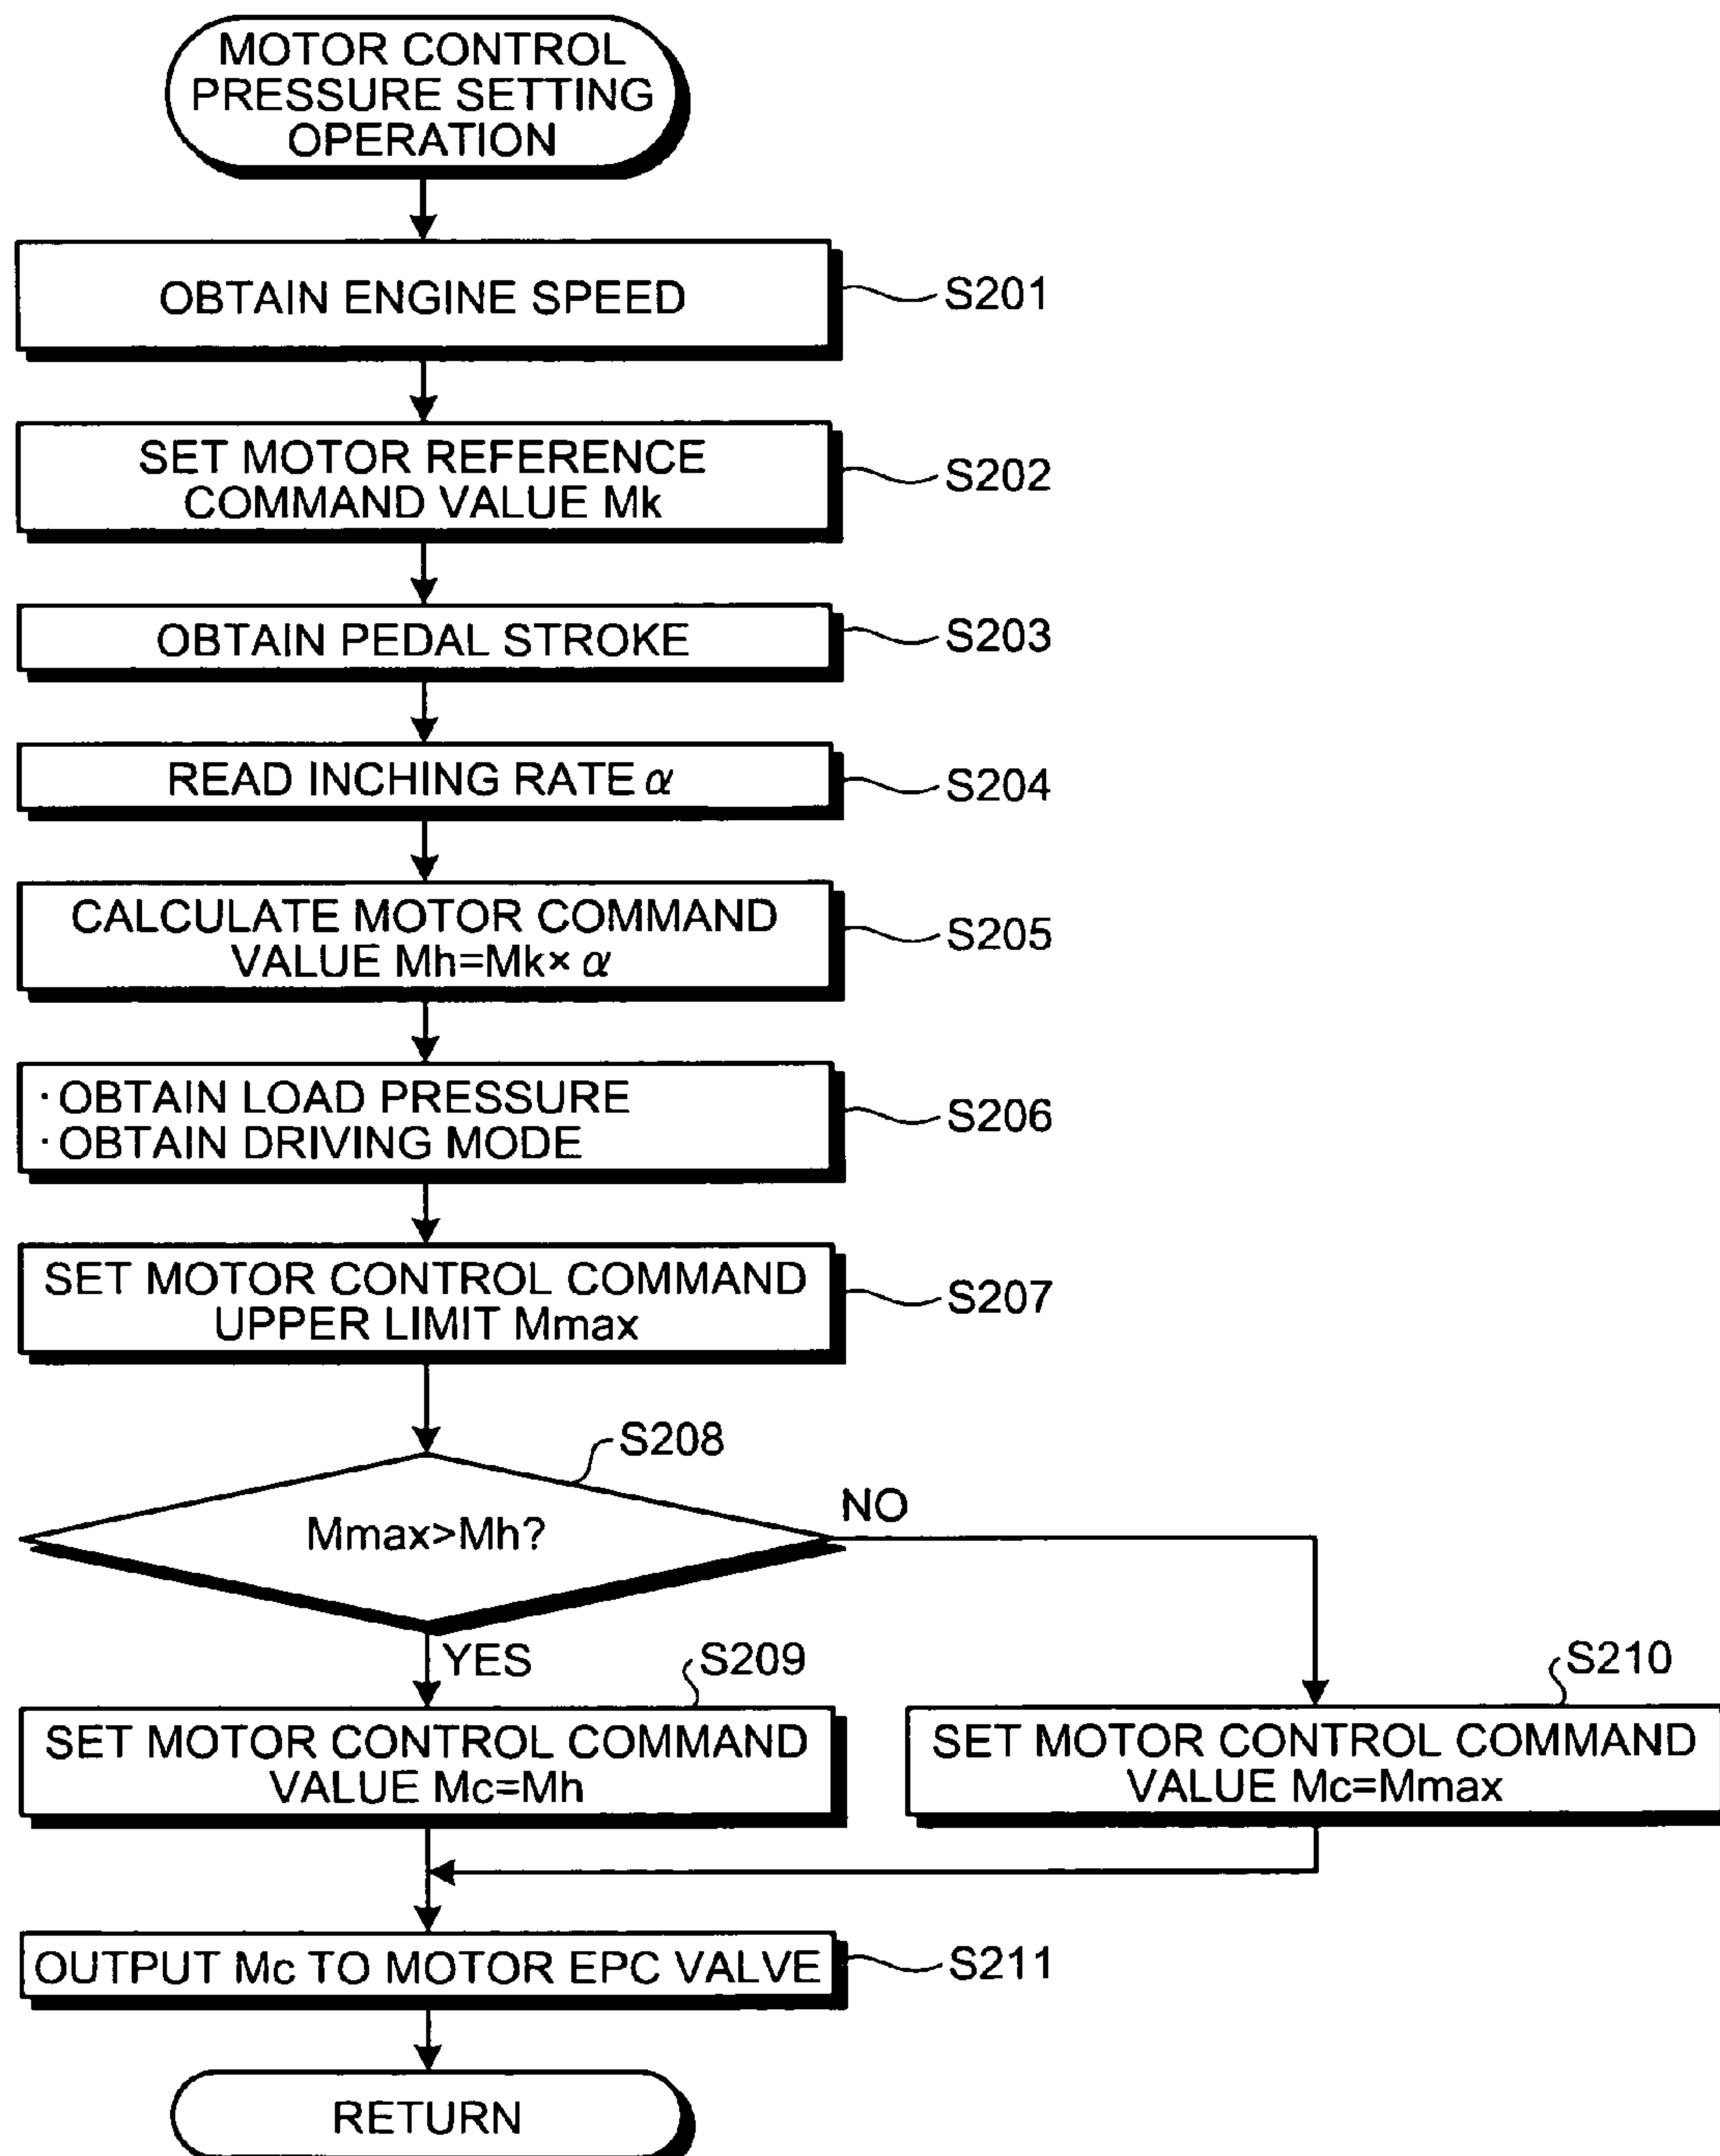 MOTOR CONTROL
PRESSURE SETTING
OPERATION
OBTAIN ENGINE SPEED
S201
SET MOTOR REFERENCE
COMMAND VALUE Mk
S202
OBTAIN PEDAL STROKE
S203
READ INCHING RATE α
S204
CALCULATE MOTOR COMMAND
VALUE Mh=Mk× α
S205
・OBTAIN LOAD PRESSURE
・OBTAIN DRIVING MODE
S206
SET MOTOR CONTROL COMMAND
UPPER LIMIT Mmax
S207
S208
Mmax>Mh?
NO
YES
S209
SET MOTOR CONTROL COMMAND
VALUE Mc=Mh
S210
SET MOTOR CONTROL COMMAND
VALUE Mc=Mmax
OUTPUT Mc TO MOTOR EPC VALVE
S211
RETURN